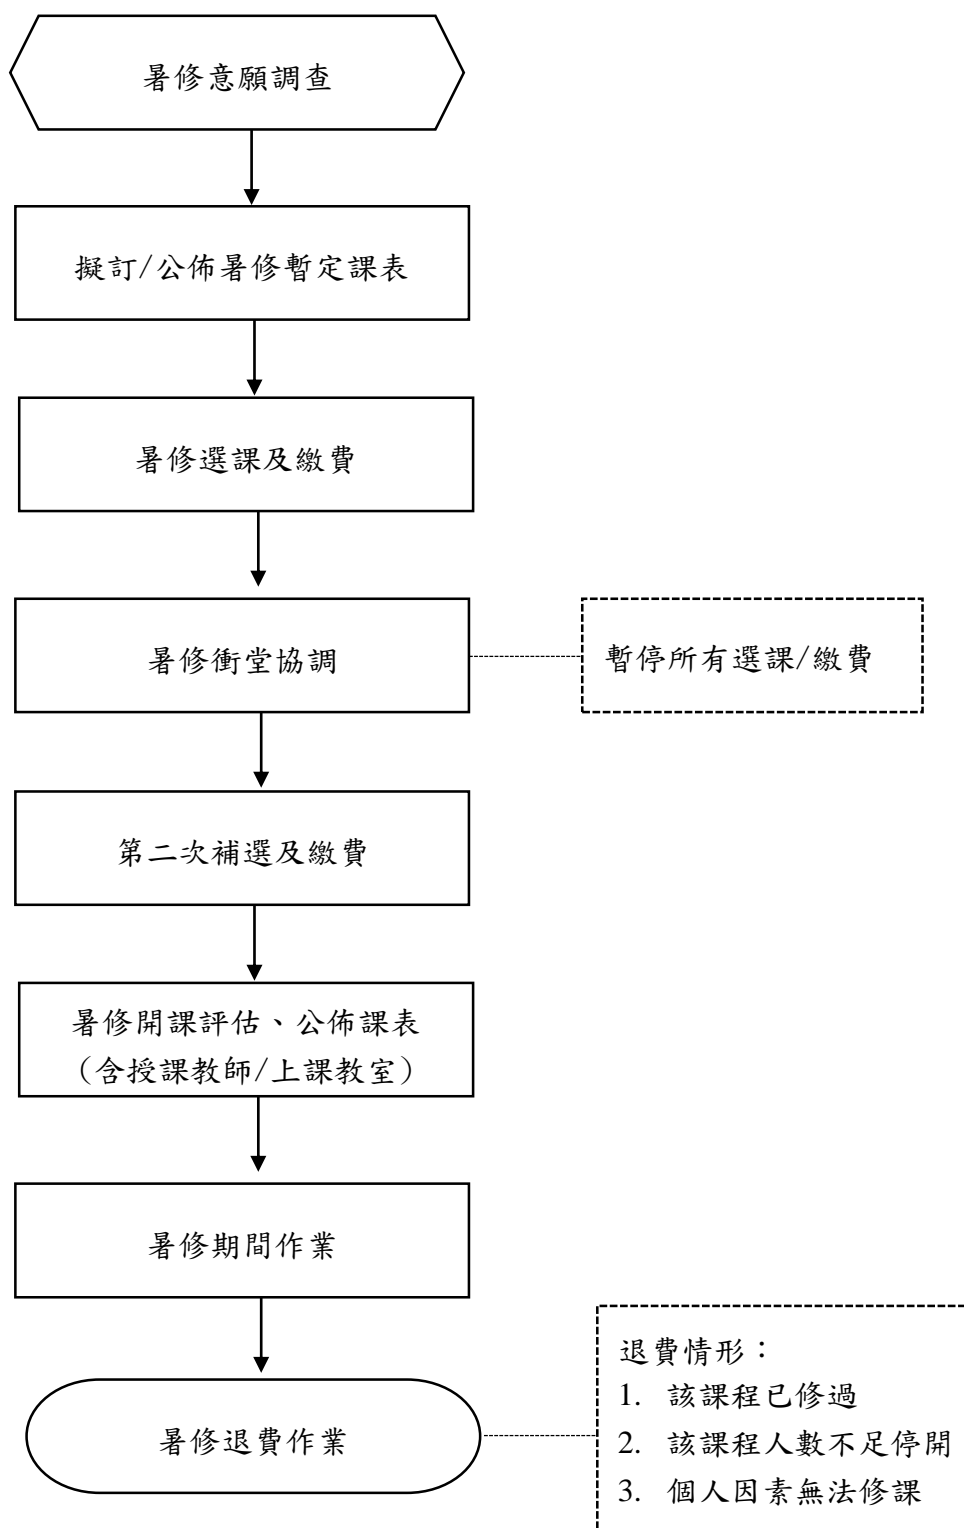 暑修意願調查
擬訂/公佈暑修暫定課表
暑修選課及繳費
暑修衝堂協調
暫停所有選課/繳費
第二次補選及繳費
暑修開課評估、公佈課表
（含授課教師/上課教室）
暑修期間作業
暑修退費作業
退費情形：
1. 該課程已修過
2. 該課程人數不足停開
3. 個人因素無法修課